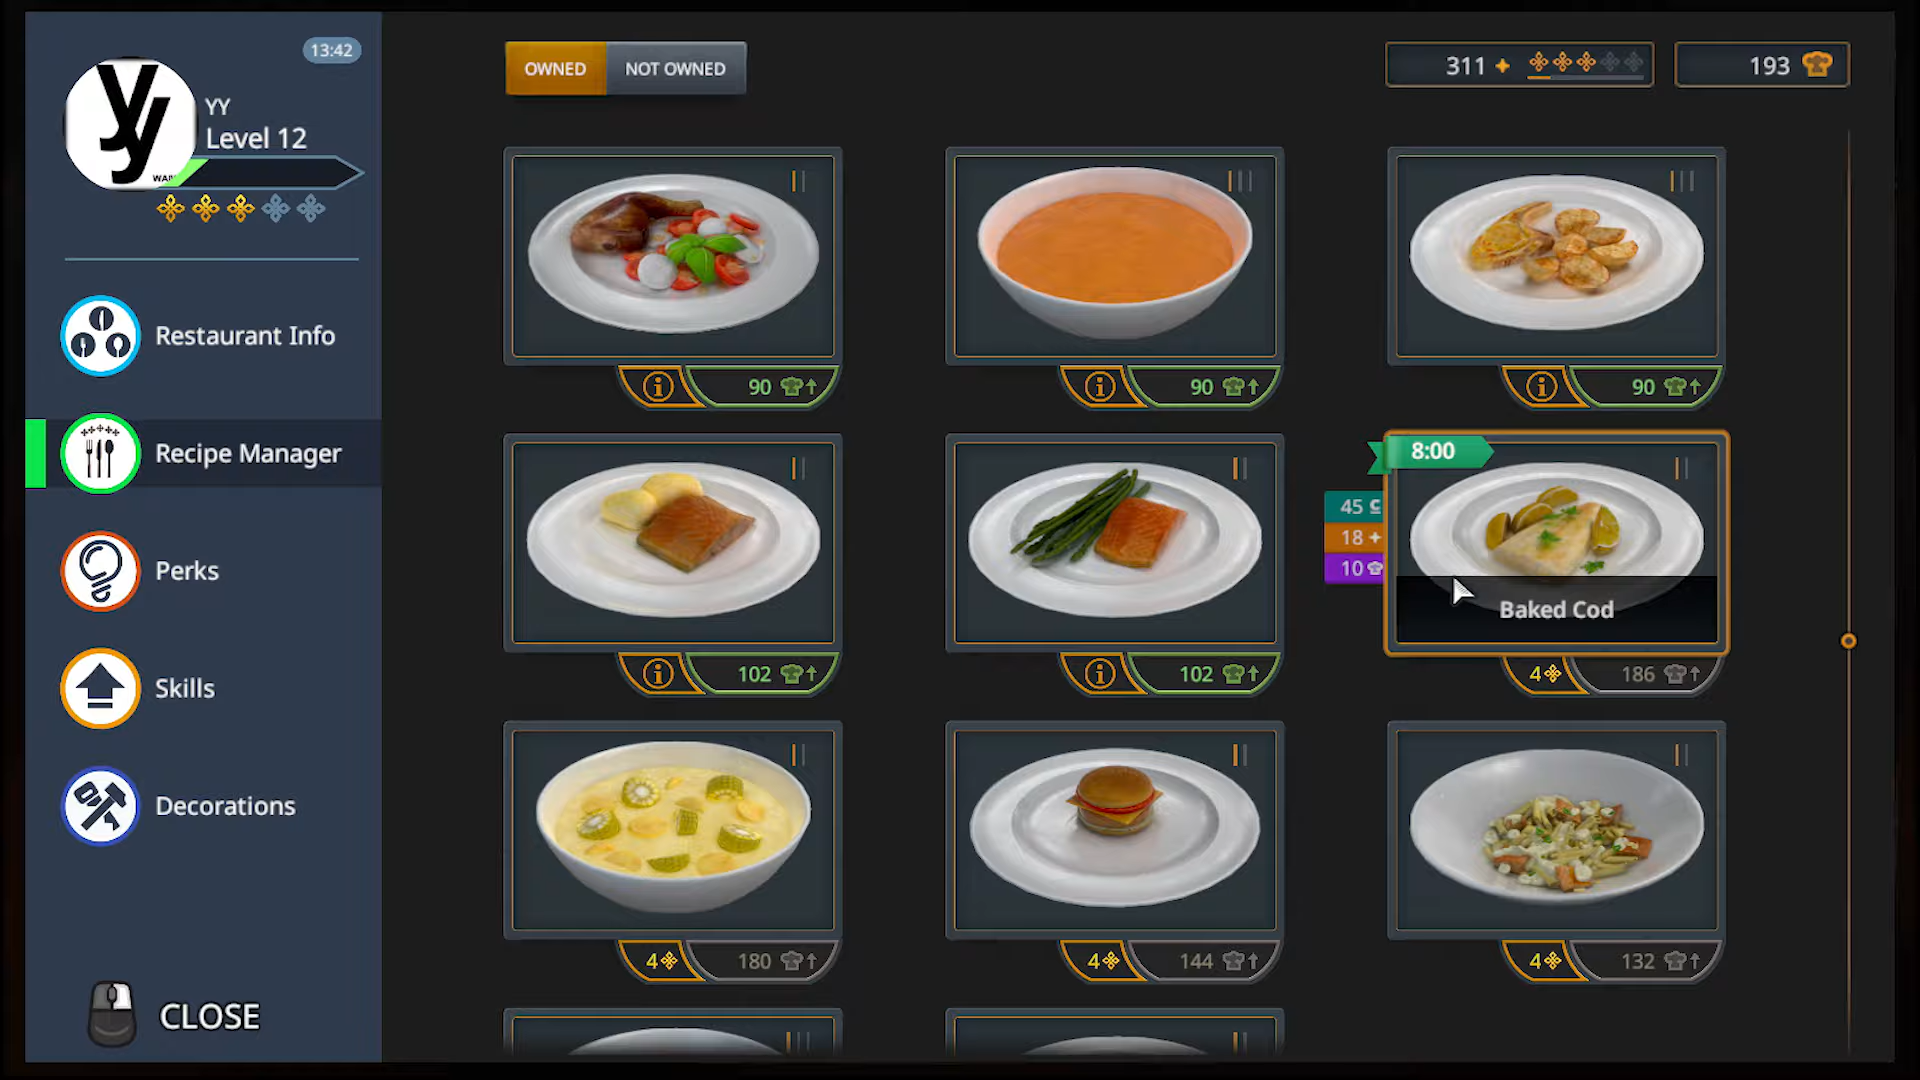 13:42
yy
WAN
YY
Level 12
Restaurant Info
Recipe Manager
Perks
Skills
Decorations
CLOSE
OWNED
NOT OWNED
311
193
90
90
90
8:00
45
18 +
10
Baked Cod
102
102
4
186
4
180
4
144
4
132